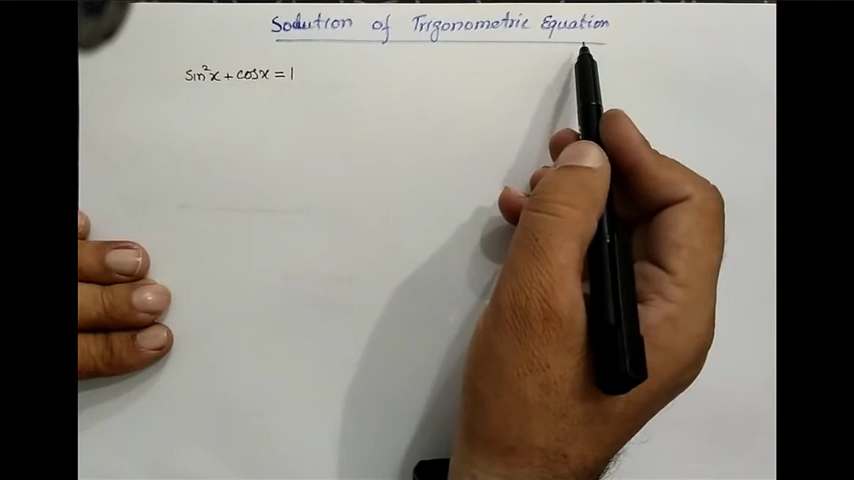 Solution of Trigonometric Equation
sin²x + cosx = 1